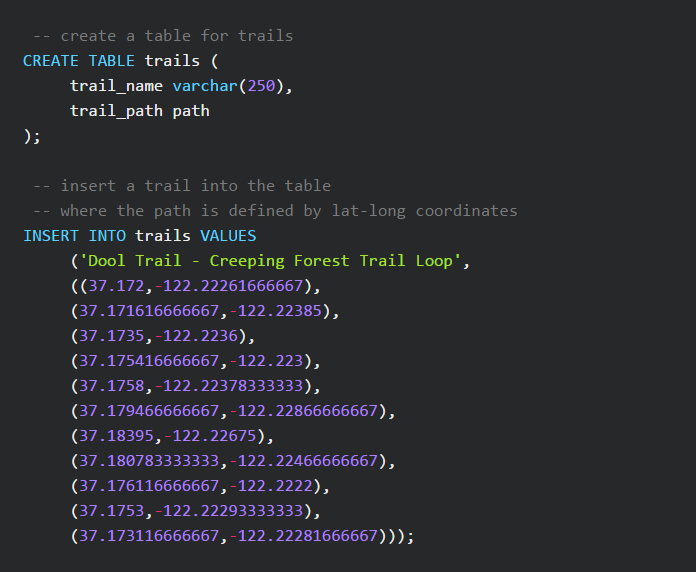 -- create a table for trails
CREATE TABLE trails (
trail_name varchar(250),
trail_path path
);
-- insert a trail into the table
-- where the path is defined by lat-long coordinates
INSERT INTO trails VALUES
('Dool Trail - Creeping Forest Trail Loop',
((37.172,-122.22261666667),
(37.171616666667,-122.22385),
(37.1735,-122.2236),
(37.175416666667,-122.223),
(37.1758,-122.22378333333),
(37.179466666667,-122.22866666667),
(37.18395,-122.22675),
(37.180783333333,-122.22466666667),
(37.176116666667,-122.2222),
(37.1753,-122.22293333333),
(37.173116666667,-122.22281666667)));